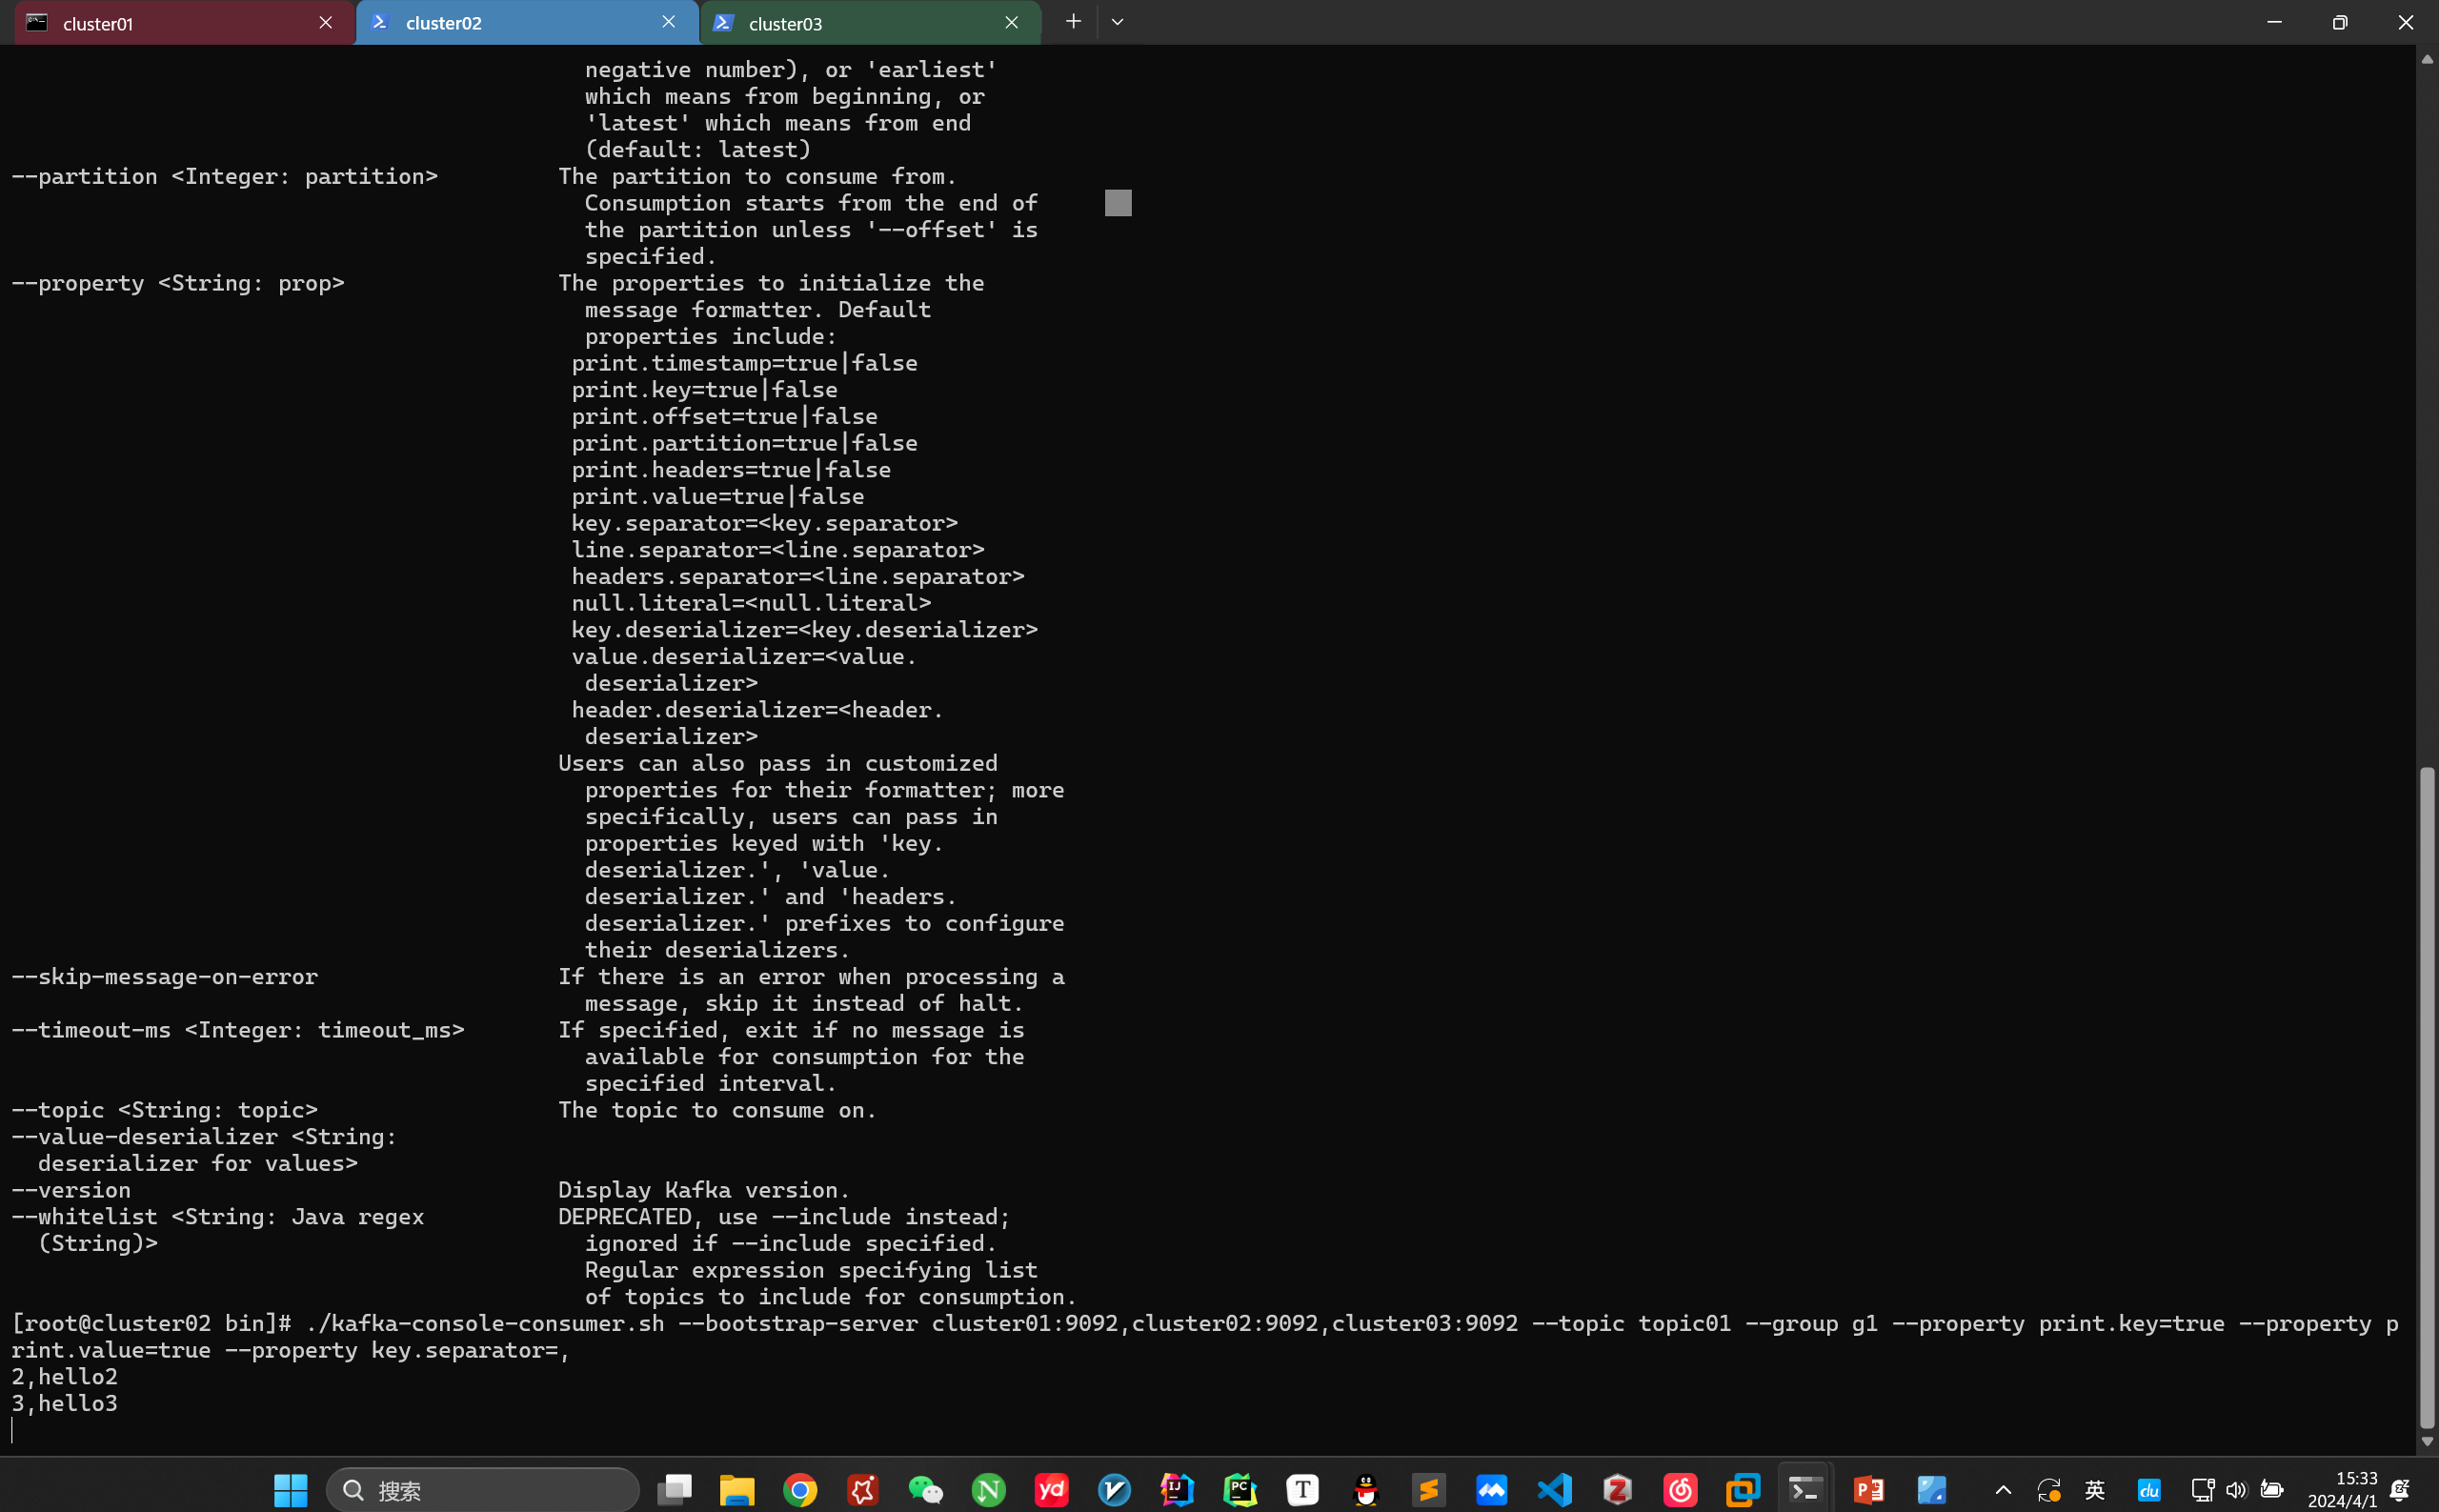 cluster01
cluster02
cluster03
negative number), or 'earliest'
which means from beginning, or
'latest' which means from end
(default: latest)
--partition <Integer: partition> The partition to consume from.
Consumption starts from the end of
the partition unless '--offset' is
specified.
--property <String: prop> The properties to initialize the
message formatter. Default
properties include:
print.timestamp=true|false
print.key=true|false
print.offset=true|false
print.partition=true|false
print.headers=true|false
print.value=true|false
key.separator=<key.separator>
line.separator=<line.separator>
headers.separator=<line.separator>
null.literal=<null.literal>
key.deserializer=<key.deserializer>
value.deserializer=<value.
deserializer>
header.deserializer=<header.
deserializer>
Users can also pass in customized
properties for their formatter; more
specifically, users can pass in
properties keyed with 'key.
deserializer.', 'value.
deserializer.' and 'headers.
deserializer.' prefixes to configure
their deserializers.
--skip-message-on-error If there is an error when processing a
message, skip it instead of halt.
--timeout-ms <Integer: timeout_ms> If specified, exit if no message is
available for consumption for the
specified interval.
--topic <String: topic> The topic to consume on.
--value-deserializer <String:
deserializer for values>
--version Display Kafka version.
--whitelist <String: Java regex DEPRECATED, use --include instead;
(String)> ignored if --include specified.
Regular expression specifying list
of topics to include for consumption.
[root@cluster02 bin]# ./kafka-console-consumer.sh --bootstrap-server cluster01:9092,cluster02:9092,cluster03:9092 --topic topic01 --group g1 --property print.key=true --property p
rint.value=true --property key.separator=,
2,hello2
3,hello3
搜索
英
15:33
2024/4/1